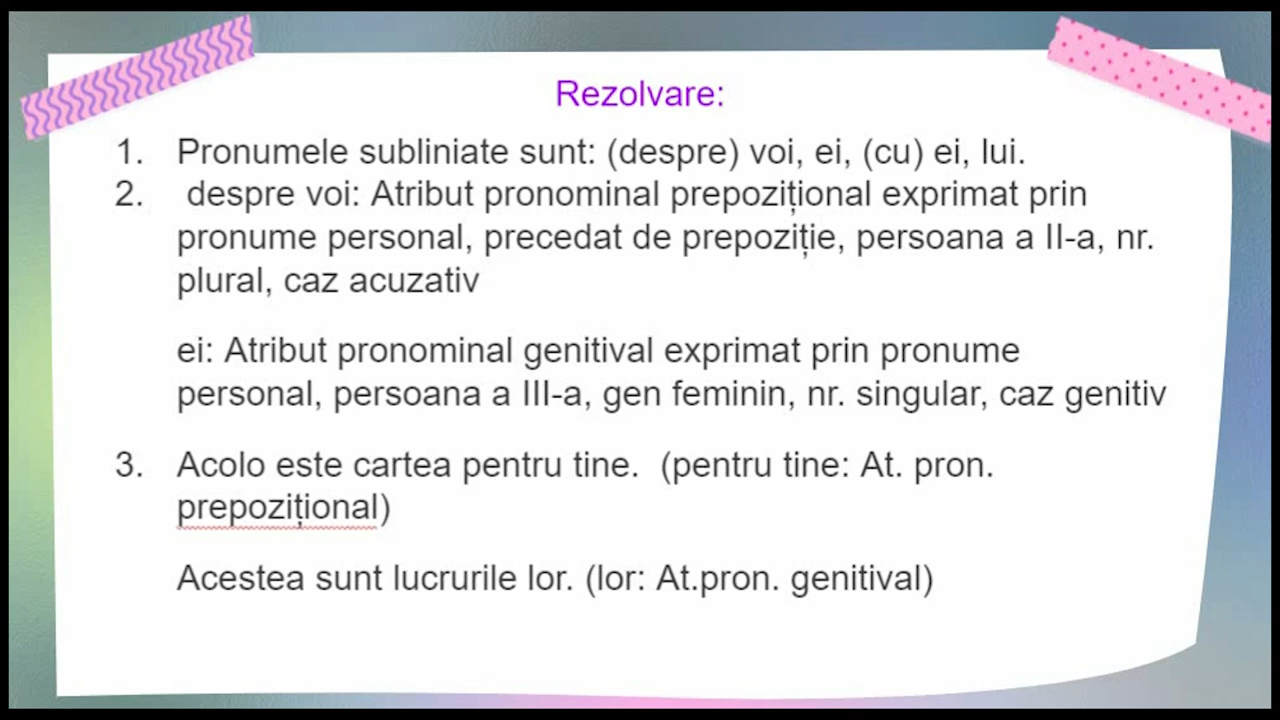 Rezolvare:
1. Pronumele subliniate sunt: (despre) voi, ei, (cu) ei, lui.
2. despre voi: Atribut pronominal prepozițional exprimat prin
pronume personal, precedat de prepoziție, persoana a II-a, nr.
plural, caz acuzativ
ei: Atribut pronominal genitival exprimat prin pronume
personal, persoana a III-a, gen feminin, nr. singular, caz genitiv
3. Acolo este cartea pentru tine. (pentru tine: At. pron.
prepozițional)
Acestea sunt lucrurile lor. (lor: At.pron. genitival)